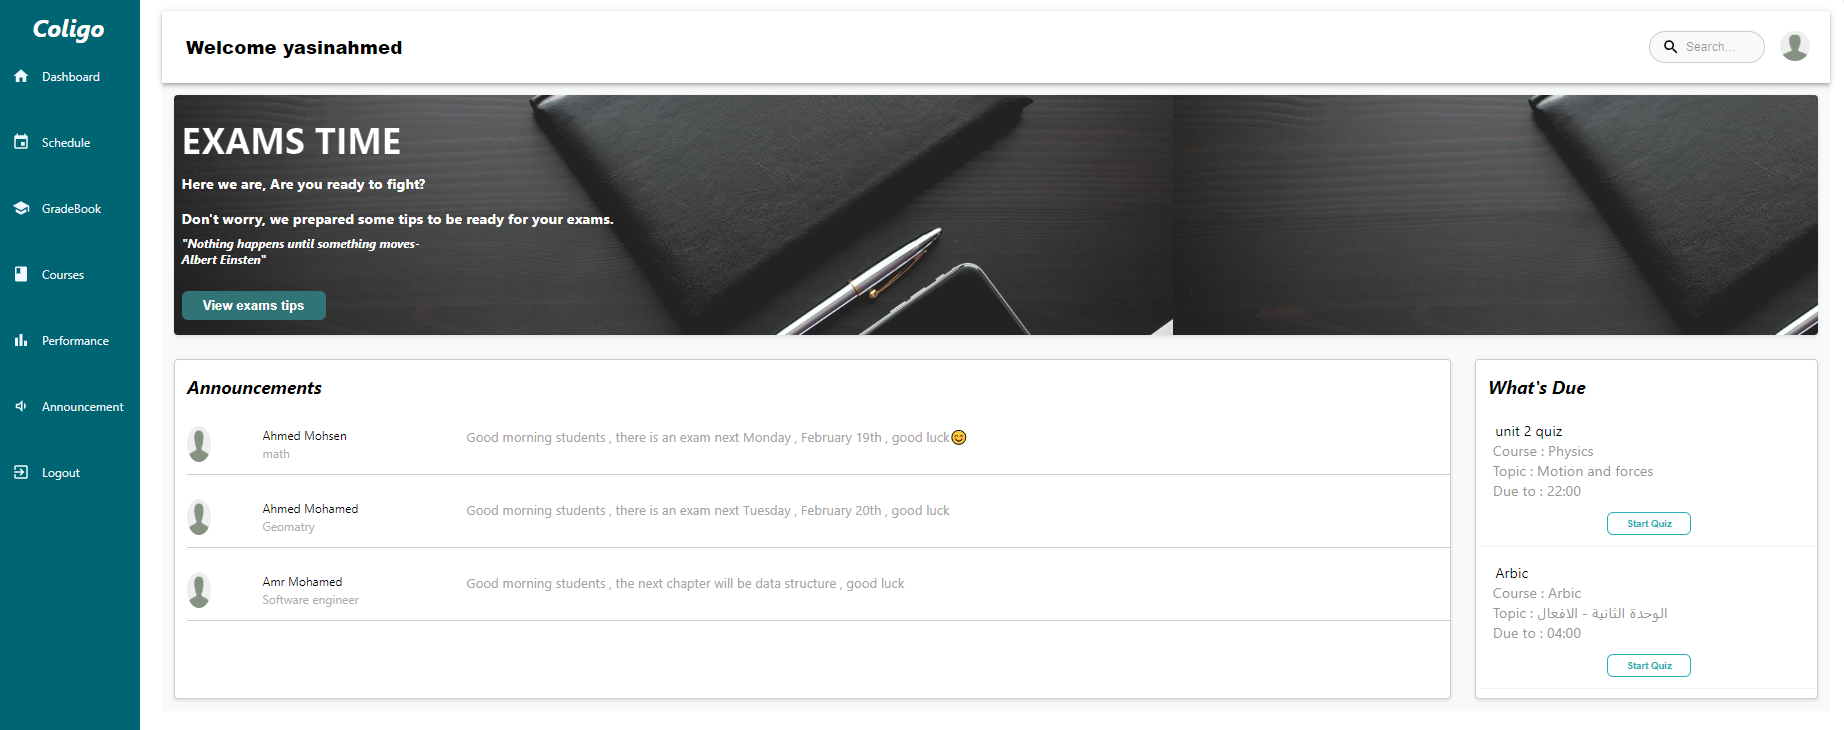 Coligo
Dashboard
Schedule
GradeBook
Courses
Performance
Announcement
Logout
Welcome yasinahmed
Search...
EXAMS TIME
Here we are, Are you ready to fight?
Don't worry, we prepared some tips to be ready for your exams.
"Nothing happens until something moves-
Albert Einsten"
View exams tips
Announcements
Ahmed Mohsen
math
Good morning students , there is an exam next Monday , February 19th , good luck😊
Ahmed Mohamed
Geomatry
Good morning students , there is an exam next Tuesday , February 20th , good luck
Amr Mohamed
Software engineer
Good morning students , the next chapter will be data structure , good luck
What's Due
unit 2 quiz
Course : Physics
Topic : Motion and forces
Due to : 22:00
Start Quiz
Arbic
Course : Arbic
Topic : الوحدة الثانية - الافعال
Due to : 04:00
Start Quiz